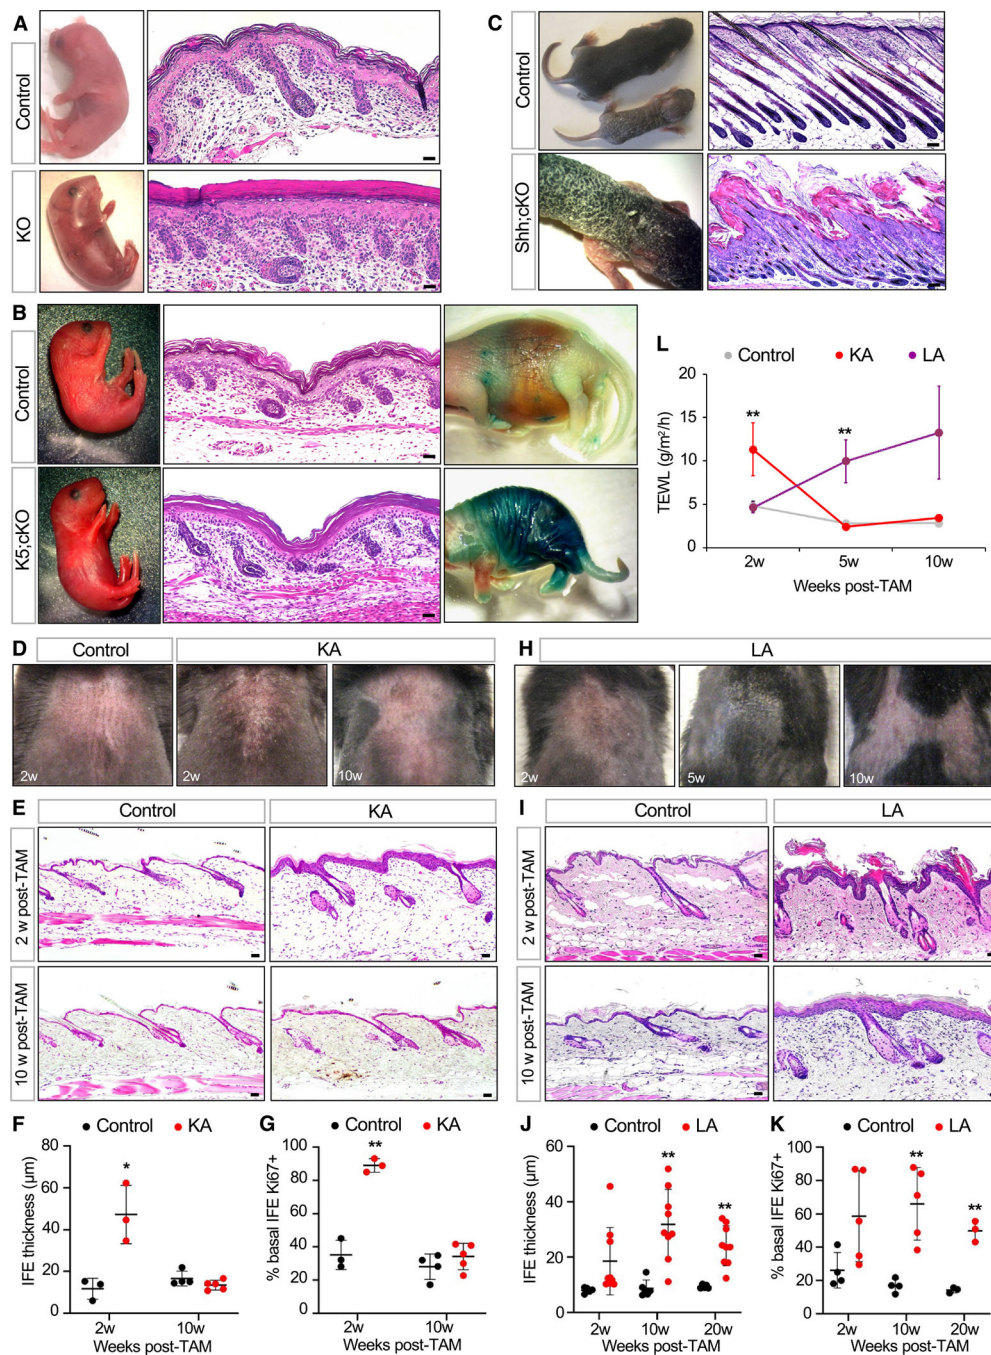 A
Control
KO
B
Control
K5;cKO
C
Control
Shh;cKO
L
Control KA LA
TEWL (g/m²/h)
20
15
10
5
0
**
**
2w 5w 10w
Weeks post-TAM
D
Control KA
2w 2w 10w
H
LA
2w 5w 10w
E
Control KA
2 w post-TAM
10 w post-TAM
I
Control LA
2 w post-TAM
10 w post-TAM
F
Control KA
IFE thickness (µm)
80
60
40
20
0
*
2w 10w
Weeks post-TAM
G
Control KA
% basal IFE Ki67+
100
80
60
40
20
0
**
2w 10w
Weeks post-TAM
J
Control LA
IFE thickness (µm)
60
40
20
0
**
**
2w 10w 20w
Weeks post-TAM
K
Control LA
% basal IFE Ki67+
100
80
60
40
20
0
**
**
2w 10w 20w
Weeks post-TAM